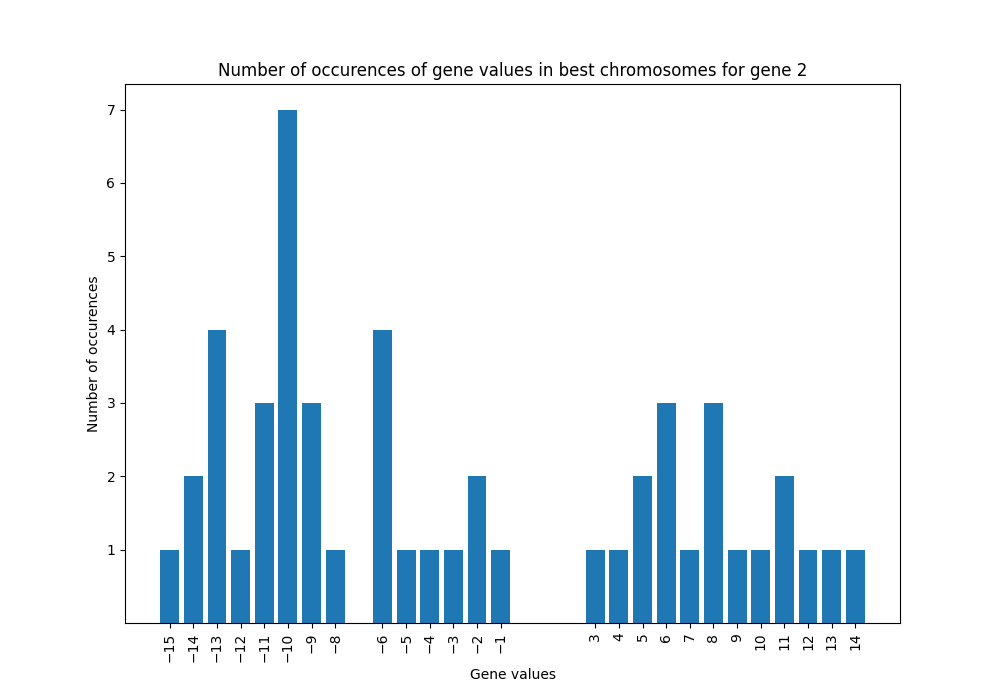 Number of occurences of gene values in best chromosomes for gene 2
7
6
5
4
3
2
1
Number of occurences
−15 −14 −13 −12 −11 −10 −9 −8 −6 −5 −4 −3 −2 −1 3 4 5 6 7 8 9 10 11 12 13 14
Gene values